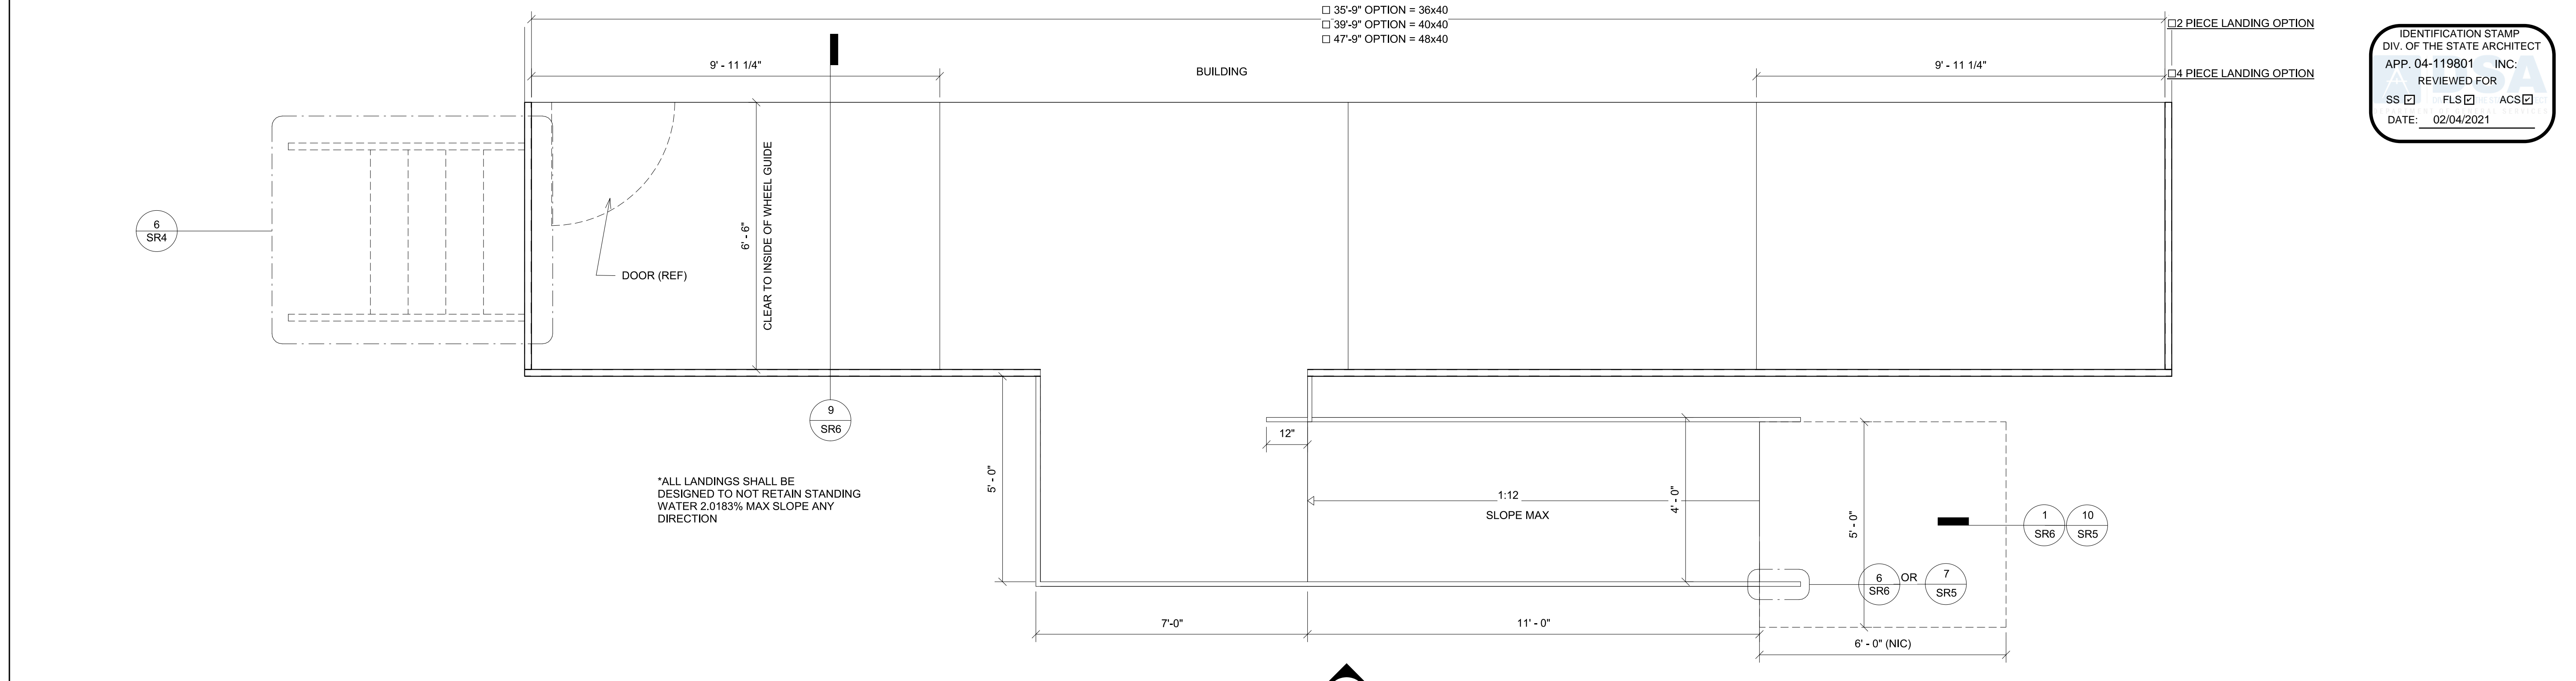 ☐ 35'-9" OPTION = 36x40
☐ 39'-9" OPTION = 40x40
☐ 47'-9" OPTION = 48x40
☐2 PIECE LANDING OPTION
☐4 PIECE LANDING OPTION
IDENTIFICATION STAMP
DIV. OF THE STATE ARCHITECT
APP. 04-119801 INC:
REVIEWED FOR
SS ☑ FLS ☑ ACS ☑
DATE: 02/04/2021
DSA
9' - 11 1/4"
BUILDING
9' - 11 1/4"
6
SR4
DOOR (REF)
6' - 6"
CLEAR TO INSIDE OF WHEEL GUIDE
9
SR6
12"
*ALL LANDINGS SHALL BE
DESIGNED TO NOT RETAIN STANDING
WATER 2.0183% MAX SLOPE ANY
DIRECTION
5' - 0"
1:12
SLOPE MAX
4' - 0"
5' - 0"
1
SR6
10
SR5
6
SR6
OR
7
SR5
7'-0"
11' - 0"
6' - 0" (NIC)